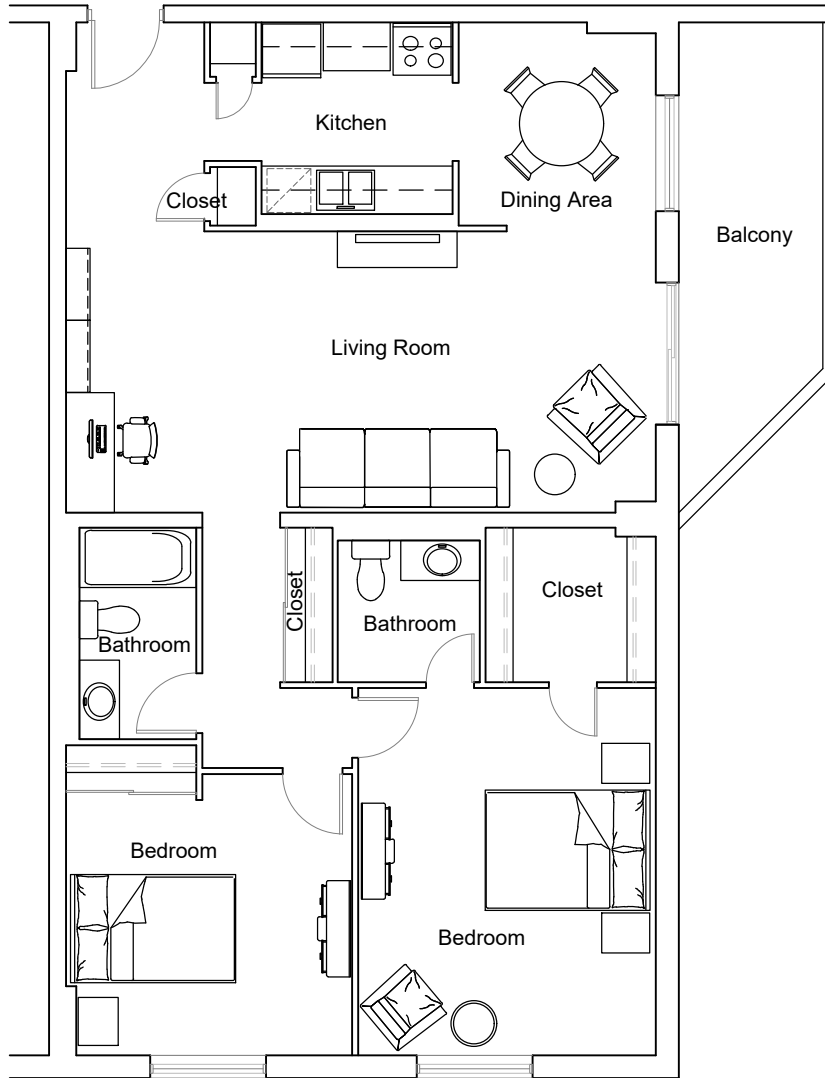 Kitchen
Closet
Dining Area
Balcony
Living Room
Closet
Closet
Bathroom
Bathroom
Bedroom
Bedroom